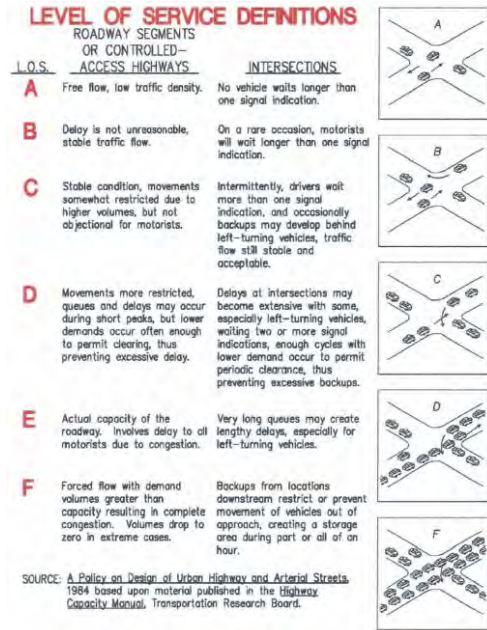 LEVEL OF SERVICE DEFINITIONS
ROADWAY SEGMENTS
OR CONTROLLED-
L.O.S. ACCESS HIGHWAYS INTERSECTIONS
A
Free flow, low traffic density.
No vehicle waits longer than
one signal indication.
B
Delay is not unreasonable,
stable traffic flow.
On a rare occasion, motorists
will wait longer than one signal
indication.
C
Stable condition, movements
somewhat restricted due to
higher volumes, but not
objectional for motorists.
Intermittently, drivers wait
more than one signal
indication, and occasionally
backups may develop behind
left-turning vehicles, traffic
flow still stable and
acceptable.
D
Movements more restricted,
queues and delays may occur
during short peaks, but lower
demands occur often enough
to permit clearing, thus
preventing excessive delay.
Delays at intersections may
become extensive with some,
especially left-turning vehicles,
waiting two or more signal
indications, enough cycles with
lower demand occur to permit
periodic clearance, thus
preventing excessive backups.
E
Actual capacity of the
roadway. Involves delay to all
motorists due to congestion.
Very long queues may create
lengthy delays, especially for
left-turning vehicles.
F
Forced flow with demand
volumes greater than
capacity resulting in complete
congestion. Volumes drop to
zero in extreme cases.
Backups from locations
downstream restrict or prevent
movement of vehicles out of
approach, creating a storage
area during part or all of an
hour.
SOURCE: A Policy on Design of Urban Highway and Arterial Streets,
1984 based upon material published in the Highway
Capacity Manual, Transportation Research Board.
A
B
C
D
F